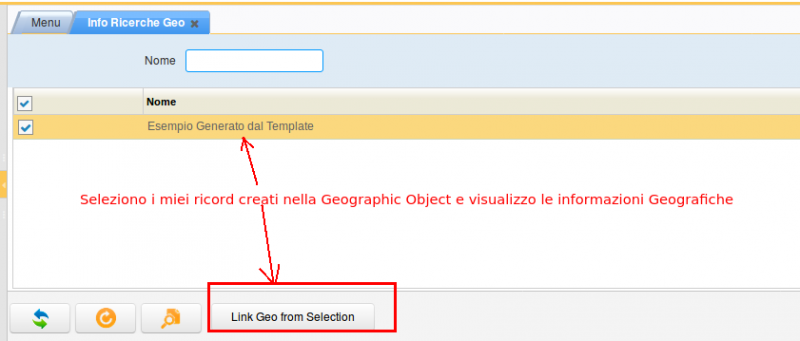 Menu Info Ricerche Geo
Nome
Nome
Esempio Generato dal Template
Seleziono i miei ricord creati nella Geographic Object e visualizzo le informazioni Geografiche
Link Geo from Selection